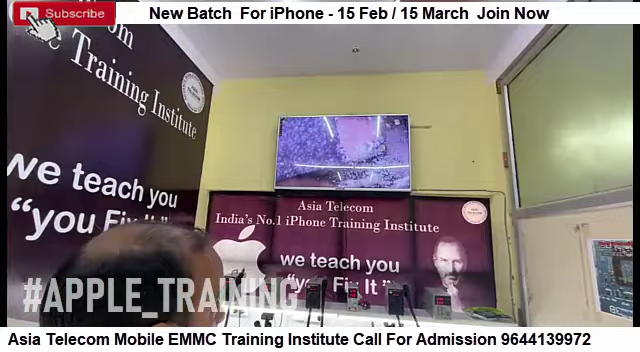 Subscribe
New Batch For iPhone - 15 Feb / 15 March Join Now
Training Institute
we teach you
"you Fix It"
Asia Telecom
India's No.1 iPhone Training Institute
we teach you
"you Fix It"
#APPLE_TRAINING
Asia Telecom Mobile EMMC Training Institute Call For Admission 9644139972